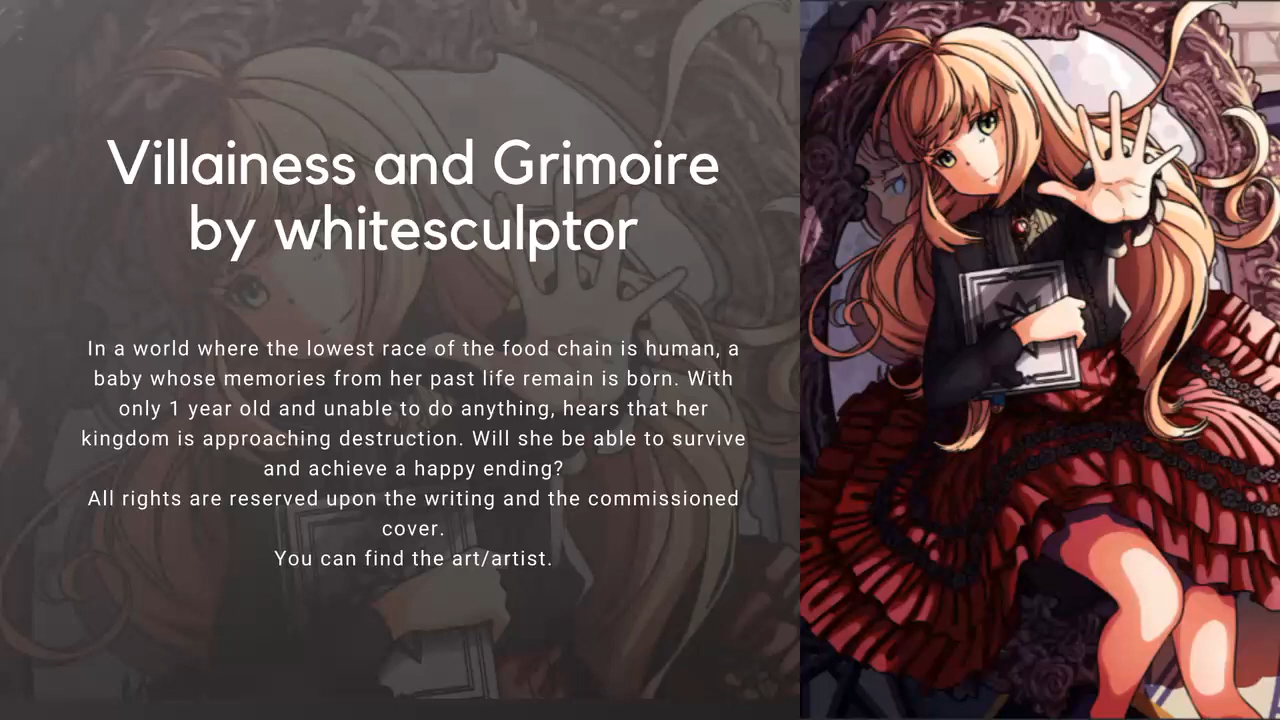 Villainess and Grimoire
by whitesculptor
In a world where the lowest race of the food chain is human, a
baby whose memories from her past life remain is born. With
only 1 year old and unable to do anything, hears that her
kingdom is approaching destruction. Will she be able to survive
and achieve a happy ending?
All rights are reserved upon the writing and the commissioned
cover.
You can find the art/artist.